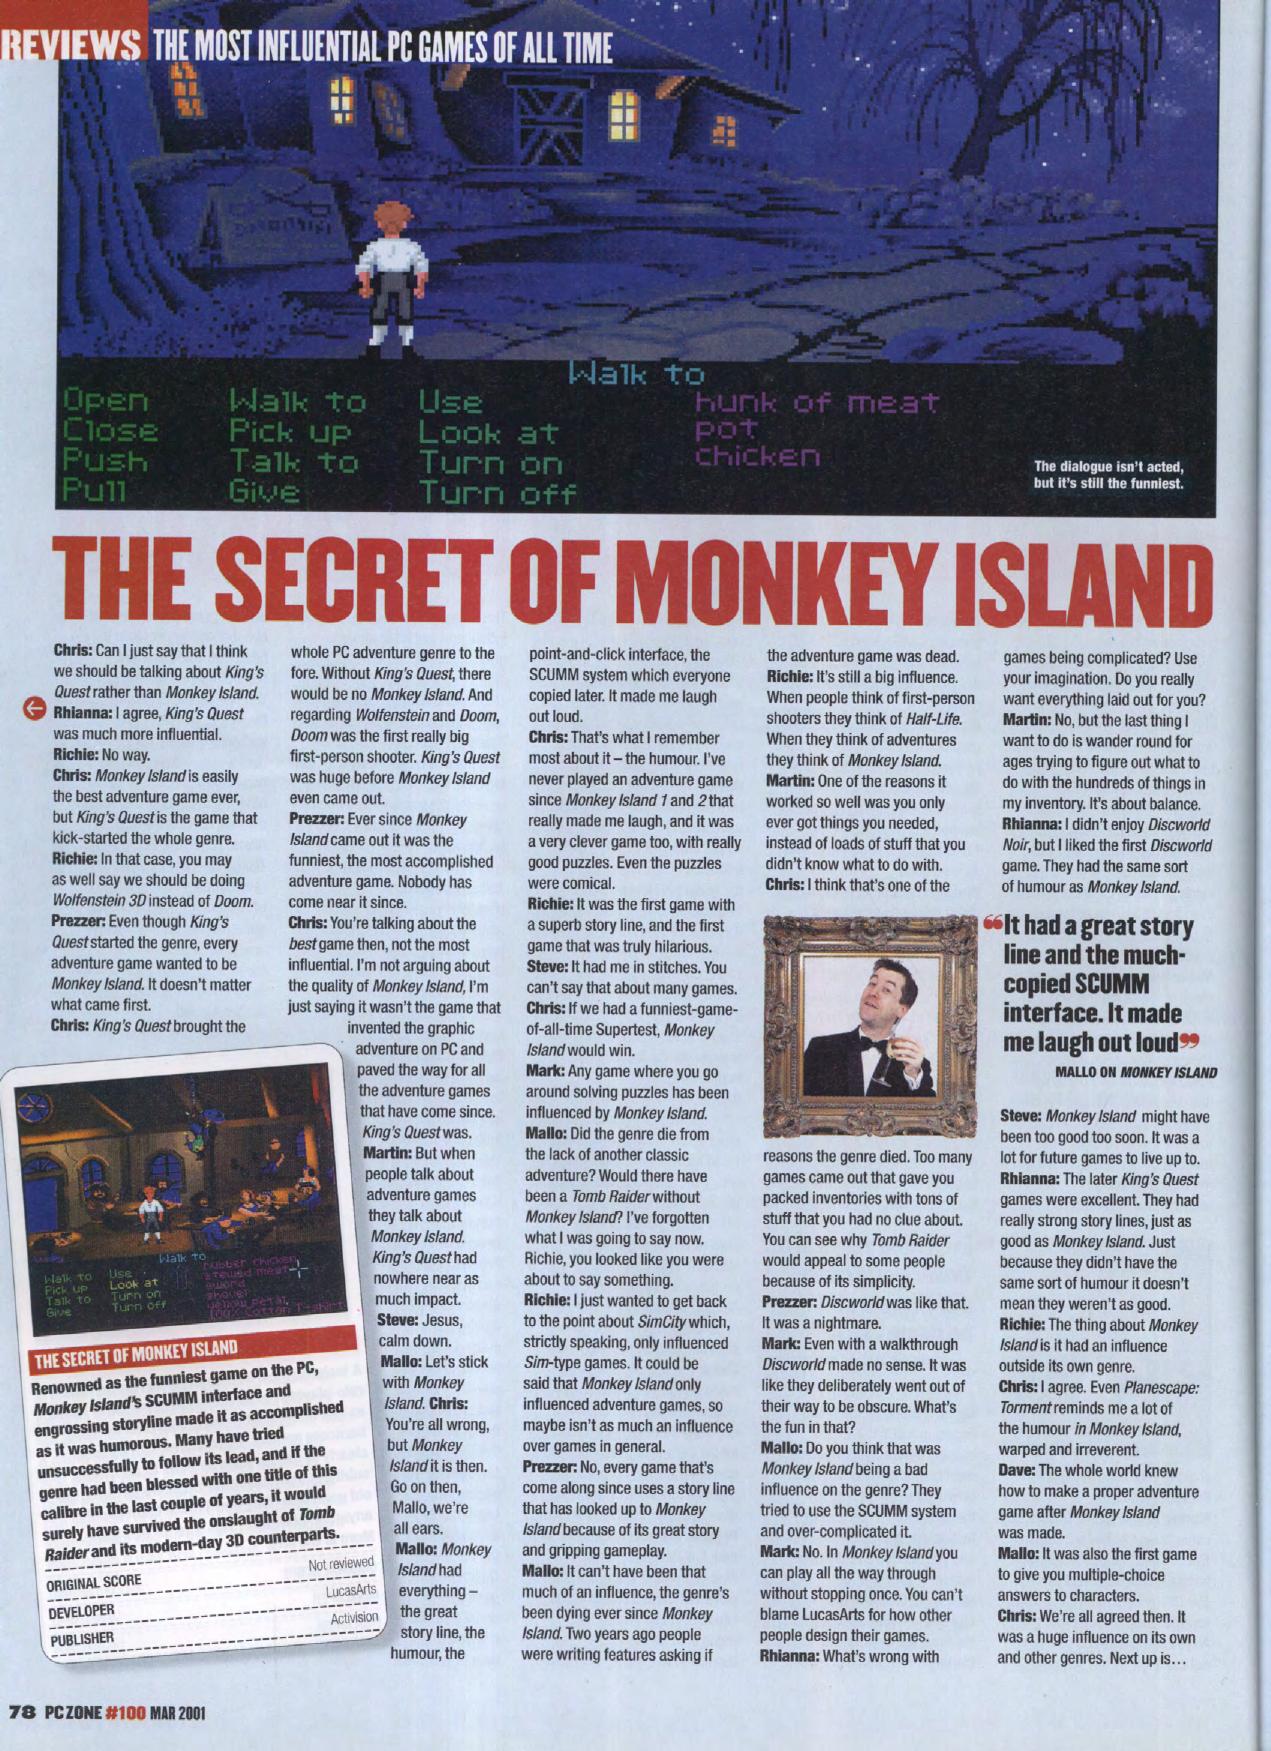 REVIEWS THE MOST INFLUENTIAL PC GAMES OF ALL TIME
Walk to
Open Walk to Use hunk of meat
Close Pick up Look at pot
Push Talk to Turn on chicken
Pull Give Turn off
The dialogue isn't acted,
but it's still the funniest.
THE SECRET OF MONKEY ISLAND
Chris: Can I just say that I think
we should be talking about King's
Quest rather than Monkey Island.
Rhianna: I agree, King's Quest
was much more influential.
Richie: No way.
Chris: Monkey Island is easily
the best adventure game ever,
but King's Quest is the game that
kick-started the whole genre.
Richie: In that case, you may
as well say we should be doing
Wolfenstein 3D instead of Doom.
Prezzer: Even though King's
Quest started the genre, every
adventure game wanted to be
Monkey Island. It doesn't matter
what came first.
Chris: King's Quest brought the
whole PC adventure genre to the
fore. Without King's Quest, there
would be no Monkey Island. And
regarding Wolfenstein and Doom,
Doom was the first really big
first-person shooter. King's Quest
was huge before Monkey Island
even came out.
Prezzer: Ever since Monkey
Island came out it was the
funniest, the most accomplished
adventure game. Nobody has
come near it since.
Chris: You're talking about the
best game then, not the most
influential. I'm not arguing about
the quality of Monkey Island, I'm
just saying it wasn't the game that
invented the graphic
adventure on PC and
paved the way for all
the adventure games
that have come since.
King's Quest was.
Martin: But when
people talk about
adventure games
they talk about
Monkey Island.
King's Quest had
nowhere near as
much impact.
Steve: Jesus,
calm down.
Mallo: Let's stick
with Monkey
Island. Chris:
You're all wrong,
but Monkey
Island it is then.
Go on then,
Mallo, we're
all ears.
Mallo: Monkey
Island had
everything –
the great
story line, the
humour, the
point-and-click interface, the
SCUMM system which everyone
copied later. It made me laugh
out loud.
Chris: That's what I remember
most about it – the humour. I've
never played an adventure game
since Monkey Island 1 and 2 that
really made me laugh, and it was
a very clever game too, with really
good puzzles. Even the puzzles
were comical.
Richie: It was the first game with
a superb story line, and the first
game that was truly hilarious.
Steve: It had me in stitches. You
can't say that about many games.
Chris: If we had a funniest-game-
of-all-time Supertest, Monkey
Island would win.
Mark: Any game where you go
around solving puzzles has been
influenced by Monkey Island.
Mallo: Did the genre die from
the lack of another classic
adventure? Would there have
been a Tomb Raider without
Monkey Island? I've forgotten
what I was going to say now.
Richie, you looked like you were
about to say something.
Richie: I just wanted to get back
to the point about SimCity which,
strictly speaking, only influenced
Sim-type games. It could be
said that Monkey Island only
influenced adventure games, so
maybe isn't as much an influence
over games in general.
Prezzer: No, every game that's
come along since uses a story line
that has looked up to Monkey
Island because of its great story
and gripping gameplay.
Mallo: It can't have been that
much of an influence, the genre's
been dying ever since Monkey
Island. Two years ago people
were writing features asking if
the adventure game was dead.
Richie: It's still a big influence.
When people think of first-person
shooters they think of Half-Life.
When they think of adventures
they think of Monkey Island.
Martin: One of the reasons it
worked so well was you only
ever got things you needed,
instead of loads of stuff that you
didn't know what to do with.
Chris: I think that's one of the
reasons the genre died. Too many
games came out that gave you
packed inventories with tons of
stuff that you had no clue about.
You can see why Tomb Raider
would appeal to some people
because of its simplicity.
Prezzer: Discworld was like that.
It was a nightmare.
Mark: Even with a walkthrough
Discworld made no sense. It was
like they deliberately went out of
their way to be obscure. What's
the fun in that?
Mallo: Do you think that was
Monkey Island being a bad
influence on the genre? They
tried to use the SCUMM system
and over-complicated it.
Mark: No. In Monkey Island you
can play all the way through
without stopping once. You can't
blame LucasArts for how other
people design their games.
Rhianna: What's wrong with
games being complicated? Use
your imagination. Do you really
want everything laid out for you?
Martin: No, but the last thing I
want to do is wander round for
ages trying to figure out what to
do with the hundreds of things in
my inventory. It's about balance.
Rhianna: I didn't enjoy Discworld
Noir, but I liked the first Discworld
game. They had the same sort
of humour as Monkey Island.
“It had a great story
line and the much-
copied SCUMM
interface. It made
me laugh out loud”
MALLO ON MONKEY ISLAND
Steve: Monkey Island might have
been too good too soon. It was a
lot for future games to live up to.
Rhianna: The later King's Quest
games were excellent. They had
really strong story lines, just as
good as Monkey Island. Just
because they didn't have the
same sort of humour it doesn't
mean they weren't as good.
Richie: The thing about Monkey
Island is it had an influence
outside its own genre.
Chris: I agree. Even Planescape:
Torment reminds me a lot of
the humour in Monkey Island,
warped and irreverent.
Dave: The whole world knew
how to make a proper adventure
game after Monkey Island
was made.
Mallo: It was also the first game
to give you multiple-choice
answers to characters.
Chris: We're all agreed then. It
was a huge influence on its own
and other genres. Next up is...
Walk to
Walk to Use rubber chicken
Pick up Look at stewed meat
Talk to Turn on sword
Give Turn off shovel
yellow petal
100% cotton T-shirt
THE SECRET OF MONKEY ISLAND
Renowned as the funniest game on the PC,
Monkey Island's SCUMM interface and
engrossing storyline made it as accomplished
as it was humorous. Many have tried
unsuccessfully to follow its lead, and if the
genre had been blessed with one title of this
calibre in the last couple of years, it would
surely have survived the onslaught of Tomb
Raider and its modern-day 3D counterparts.
ORIGINAL SCORE Not reviewed
DEVELOPER LucasArts
PUBLISHER Activision
78 PCZONE #100 MAR 2001